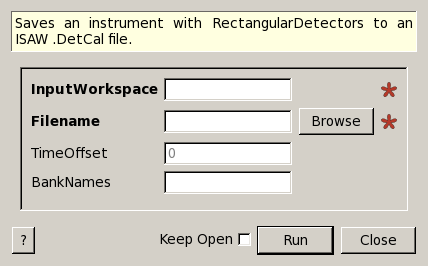 Saves an instrument with RectangularDetectors to an
ISAW .DetCal file.
InputWorkspace
Filename
Browse
TimeOffset
0
BankNames
?
Keep Open
Run
Close